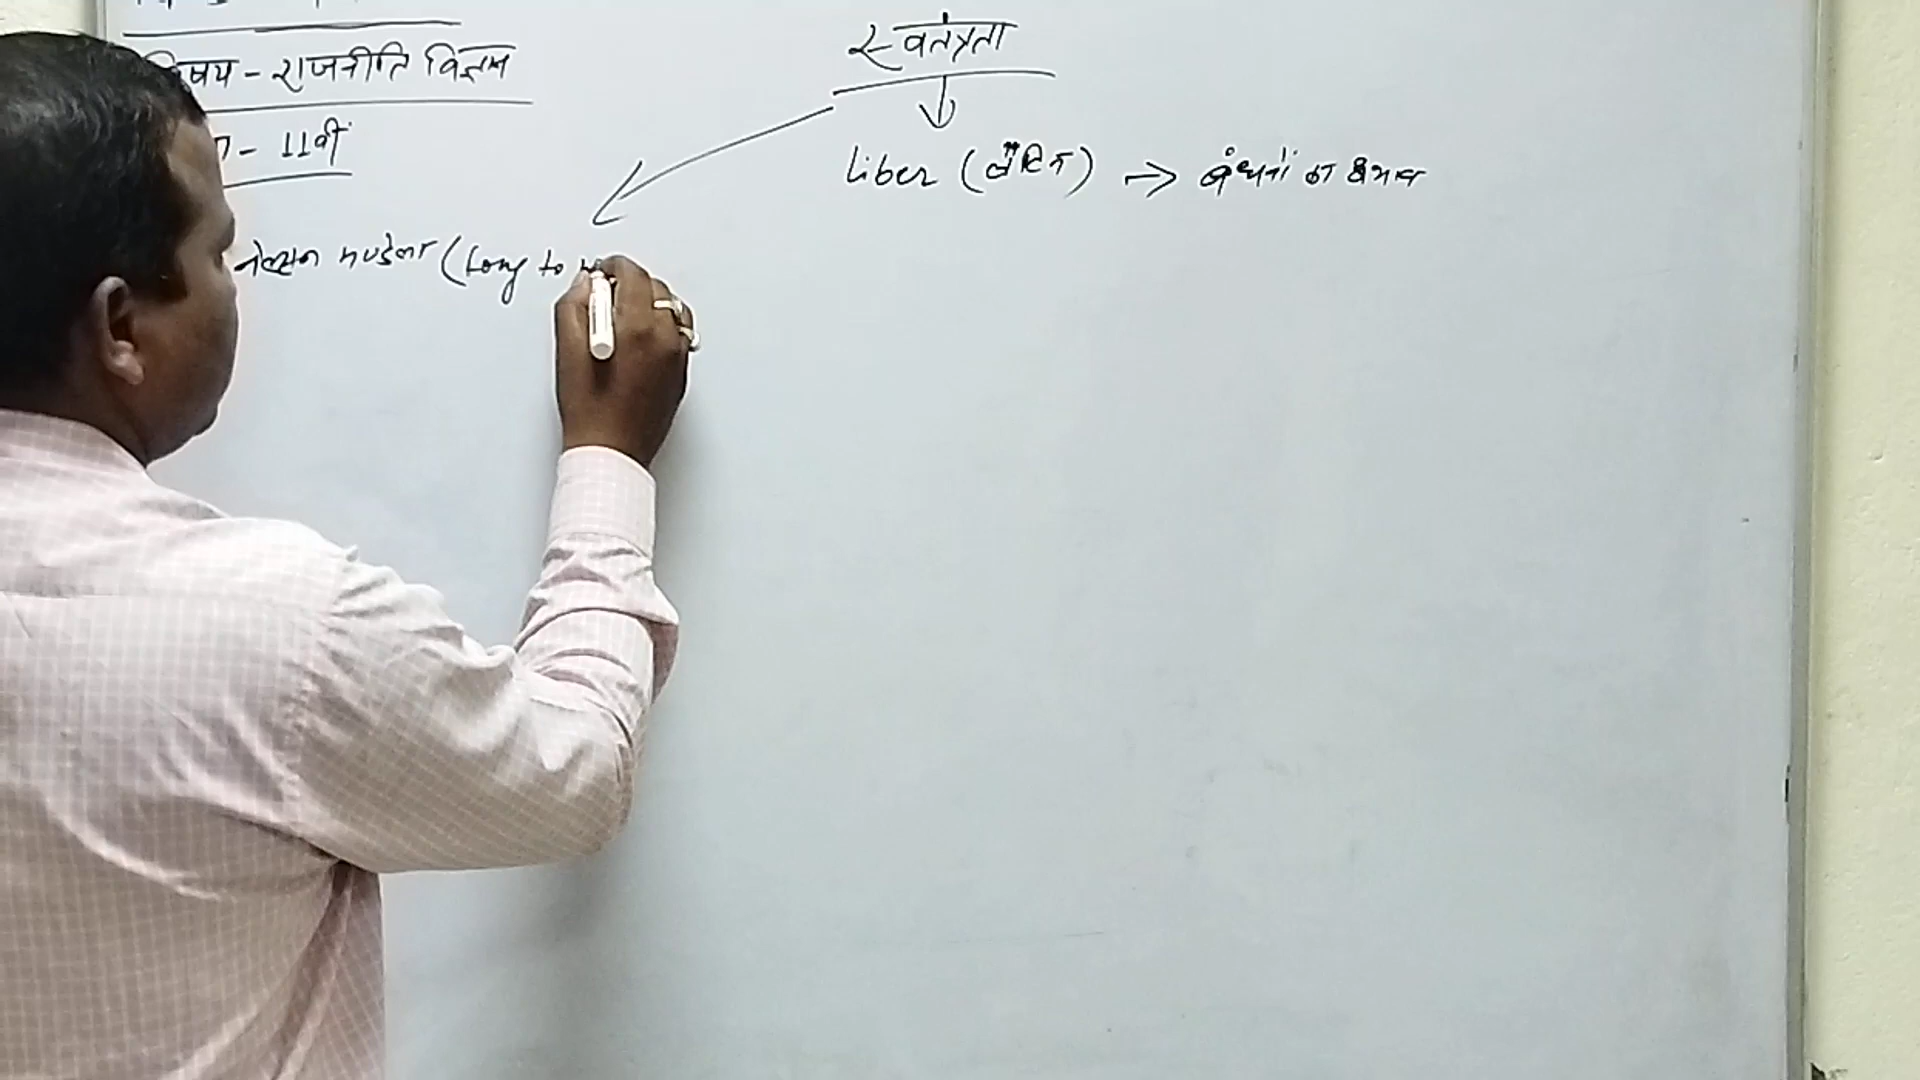 विषय - राजनीति विज्ञान
- 11वीं
स्वतंत्रता
Liber (लैटिन) → बंधनों का अभाव
नेल्सन मण्डेला (Long to